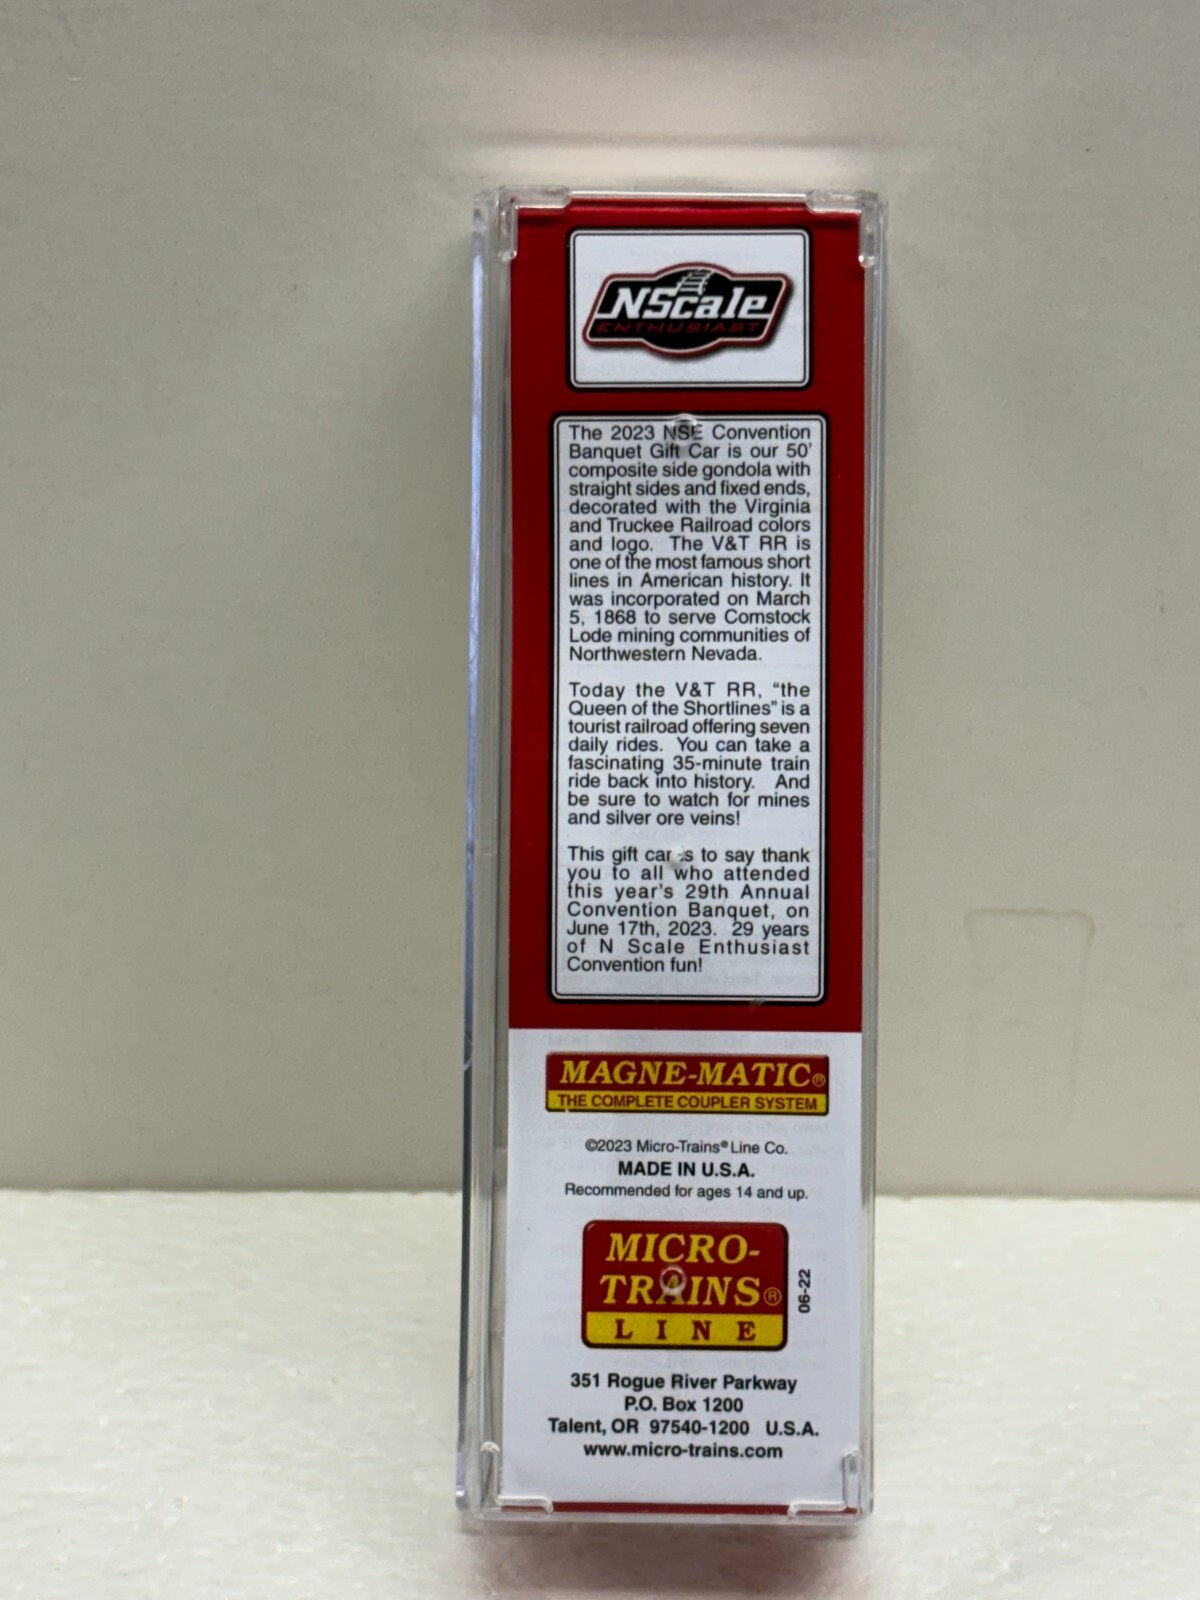 NScale
ENTHUSIAST
The 2023 NSE Convention
Banquet Gift Car is our 50'
composite side gondola with
straight sides and fixed ends,
decorated with the Virginia
and Truckee Railroad colors
and logo. The V&T RR is
one of the most famous short
lines in American history. It
was incorporated on March
5, 1868 to serve Comstock
Lode mining communities of
Northwestern Nevada.
Today the V&T RR, "the
Queen of the Shortlines" is a
tourist railroad offering seven
daily rides. You can take a
fascinating 35-minute train
ride back into history. And
be sure to watch for mines
and silver ore veins!
This gift car is to say thank
you to all who attended
this year's 29th Annual
Convention Banquet, on
June 17th, 2023. 29 years
of N Scale Enthusiast
Convention fun!
MAGNE-MATIC®
THE COMPLETE COUPLER SYSTEM
©2023 Micro-Trains® Line Co.
MADE IN U.S.A.
Recommended for ages 14 and up.
MICRO-
TRAINS®
LINE
06-22
351 Rogue River Parkway
P.O. Box 1200
Talent, OR 97540-1200 U.S.A.
www.micro-trains.com